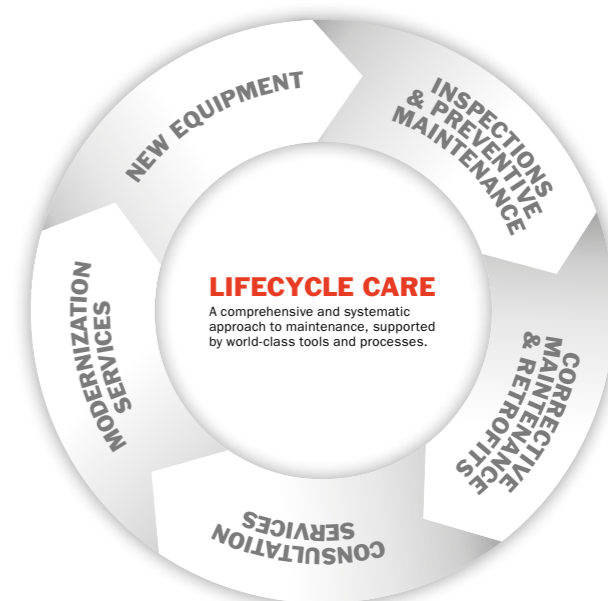 NEW EQUIPMENT
INSPECTIONS
& PREVENTIVE
MAINTENANCE
CORRECTIVE
MAINTENANCE
& RETROFITS
CONSULTATION
SERVICES
MODERNIZATION
SERVICES
LIFECYCLE CARE
A comprehensive and systematic
approach to maintenance, supported
by world-class tools and processes.